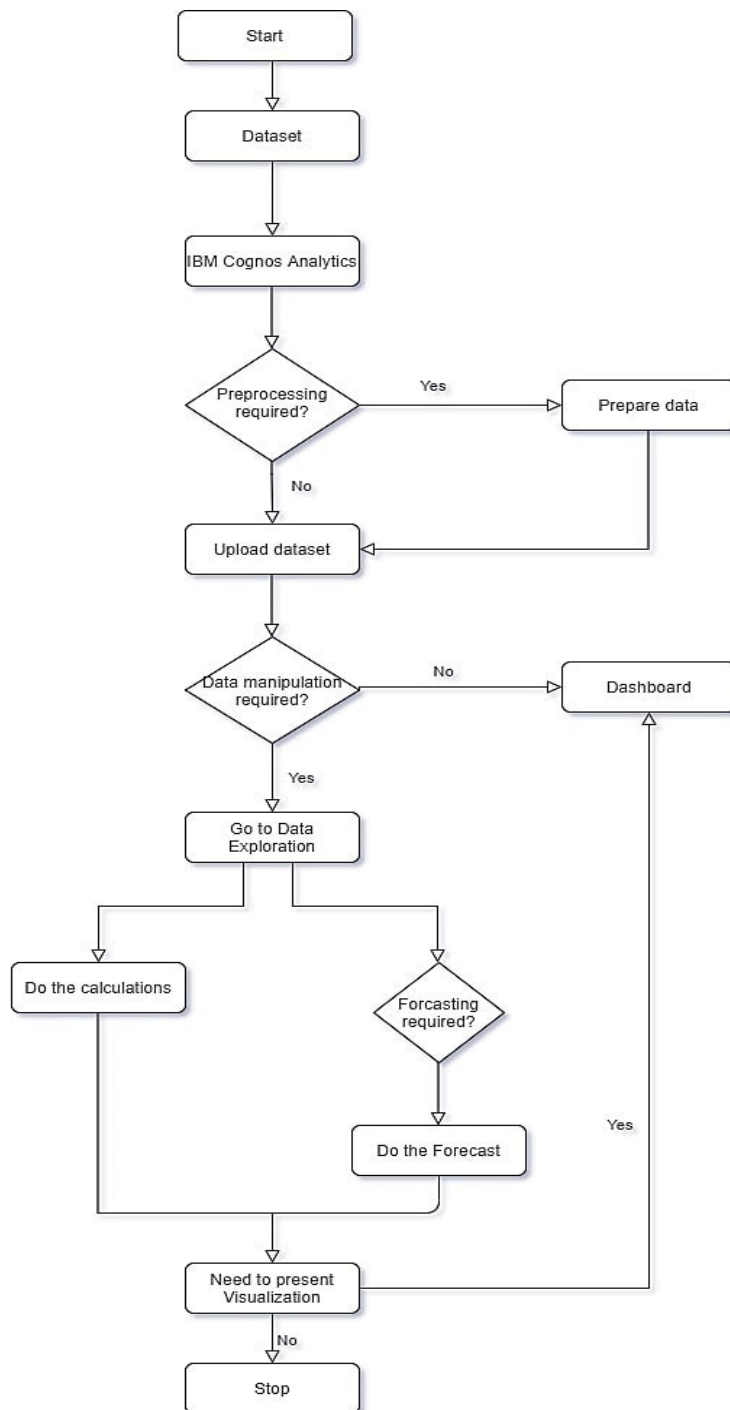 Start
Dataset
IBM Cognos Analytics
Preprocessing
required?
Yes
Prepare data
No
Upload dataset
Data manipulation
required?
No
Dashboard
Yes
Go to Data
Exploration
Do the calculations
Forcasting
required?
Yes
Do the Forecast
Need to present
Visualization
No
Stop